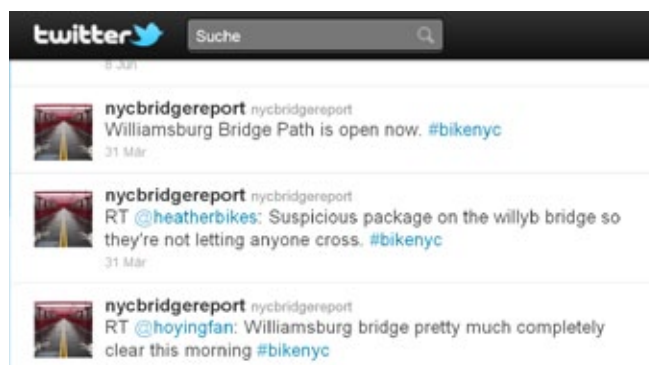 twitter
Suche
6 Jun
nycbridgereport nycbridgereport
Williamsburg Bridge Path is open now. #bikenyc
31 Mär
nycbridgereport nycbridgereport
RT @heatherbikes: Suspicious package on the willyb bridge so
they're not letting anyone cross. #bikenyc
31 Mär
nycbridgereport nycbridgereport
RT @hoyingfan: Williamsburg bridge pretty much completely
clear this morning #bikenyc